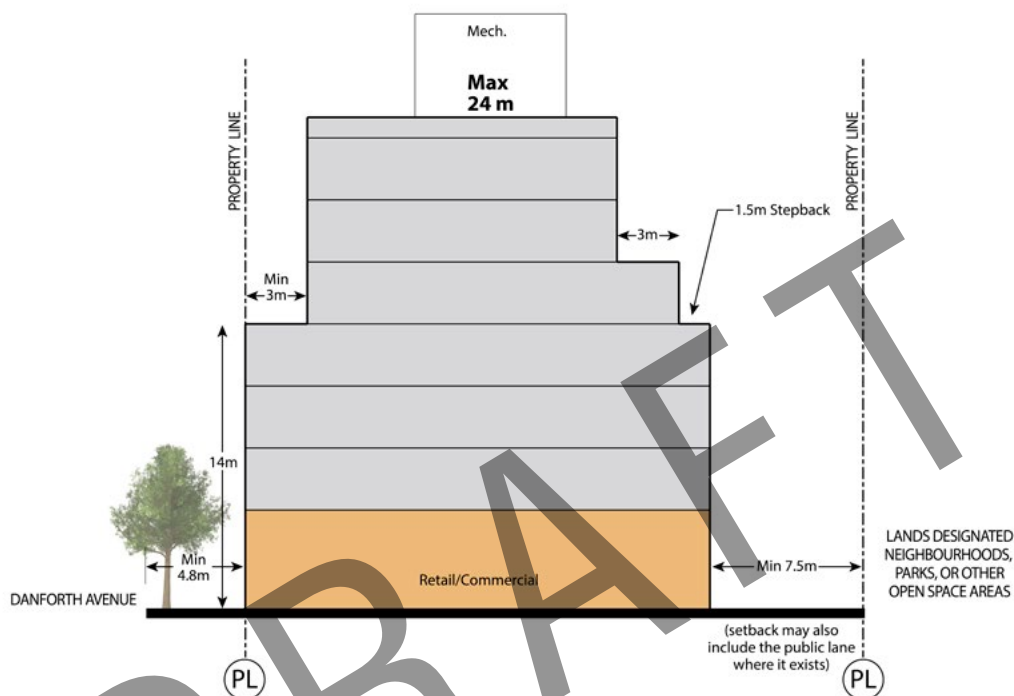 Mech.
Max
24 m
PROPERTY LINE
PROPERTY LINE
1.5m Stepback
3m
Min
3m
14m
Min
4.8m
Retail/Commercial
Min 7.5m
LANDS DESIGNATED
NEIGHBOURHOODS,
PARKS, OR OTHER
OPEN SPACE AREAS
DANFORTH AVENUE
(setback may also
include the public lane
where it exists)
PL
PL
DRAFT